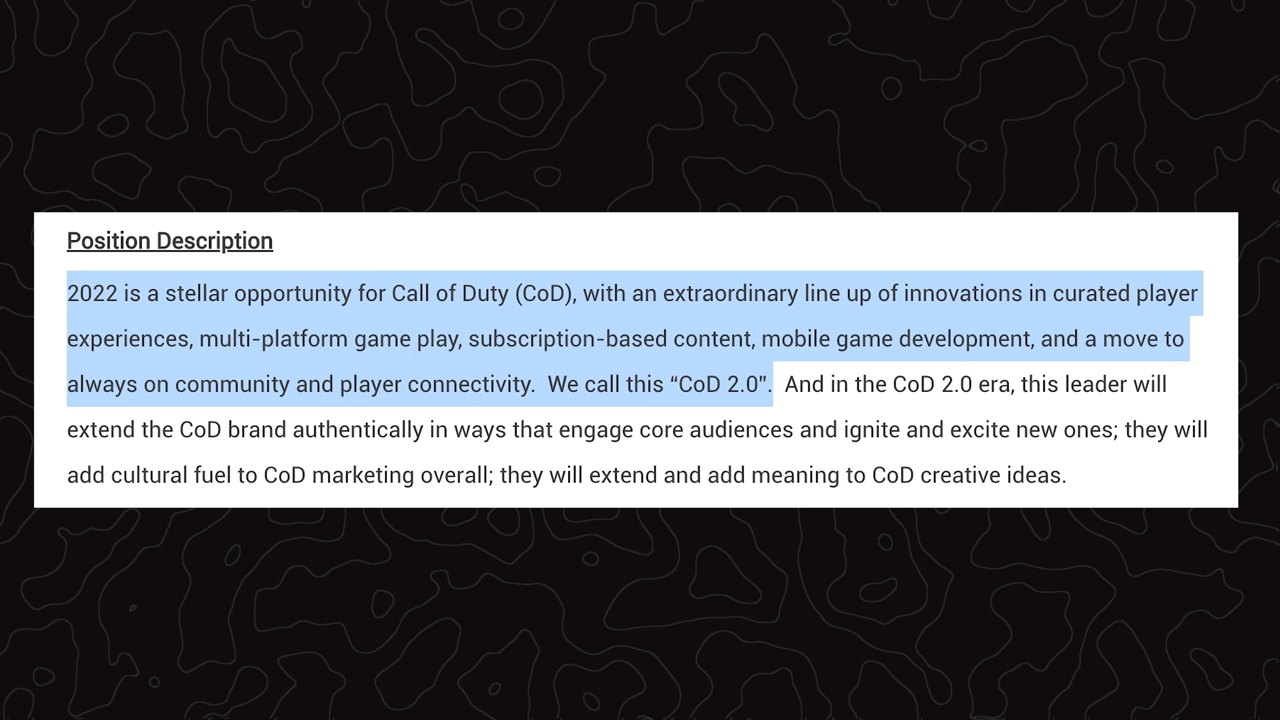 Position Description
2022 is a stellar opportunity for Call of Duty (CoD), with an extraordinary line up of innovations in curated player
experiences, multi-platform game play, subscription-based content, mobile game development, and a move to
always on community and player connectivity.  We call this “CoD 2.0”.  And in the CoD 2.0 era, this leader will
extend the CoD brand authentically in ways that engage core audiences and ignite and excite new ones; they will
add cultural fuel to CoD marketing overall; they will extend and add meaning to CoD creative ideas.